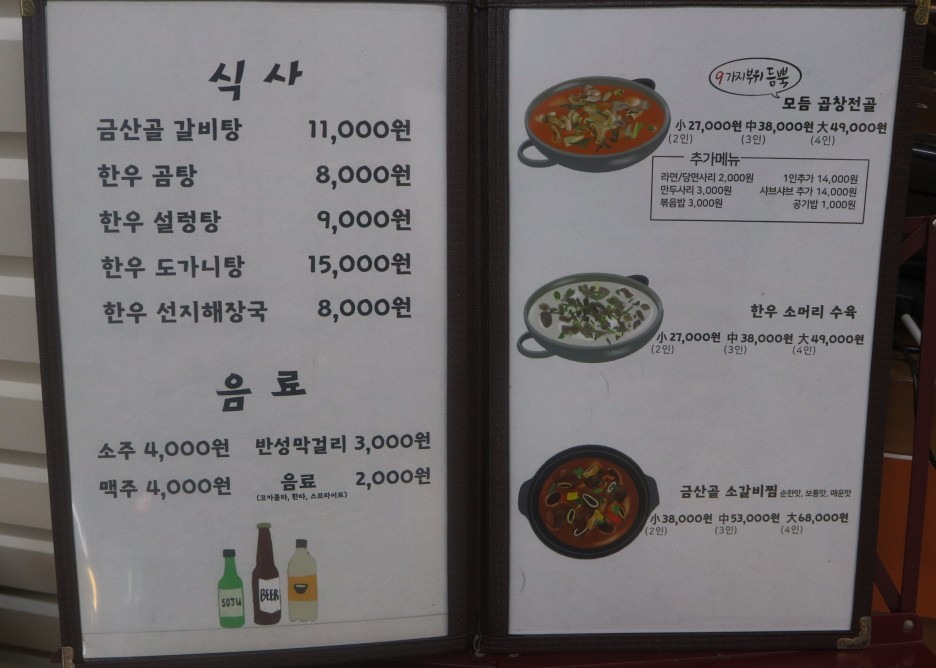 식 사
금산골 갈비탕 11,000원
한우 곰탕 8,000원
한우 설렁탕 9,000원
한우 도가니탕 15,000원
한우 선지해장국 8,000원
음 료
소주 4,000원 반성막걸리 3,000원
맥주 4,000원 음료 2,000원
(코카콜라, 환타, 스프라이트)
SOJU
BEER
9가지부위 듬뿍
모듬 곱창전골
小 27,000원 中 38,000원 大 49,000원
(2인) (3인) (4인)
추가메뉴
라면/당면사리 2,000원 1인추가 14,000원
만두사리 3,000원 샤브샤브 추가 14,000원
볶음밥 3,000원 공기밥 1,000원
한우 소머리 수육
小 27,000원 中 38,000원 大 49,000원
(2인) (3인) (4인)
금산골 소갈비찜 순한맛, 보통맛, 매운맛
小 38,000원 中 53,000원 大 68,000원
(2인) (3인) (4인)